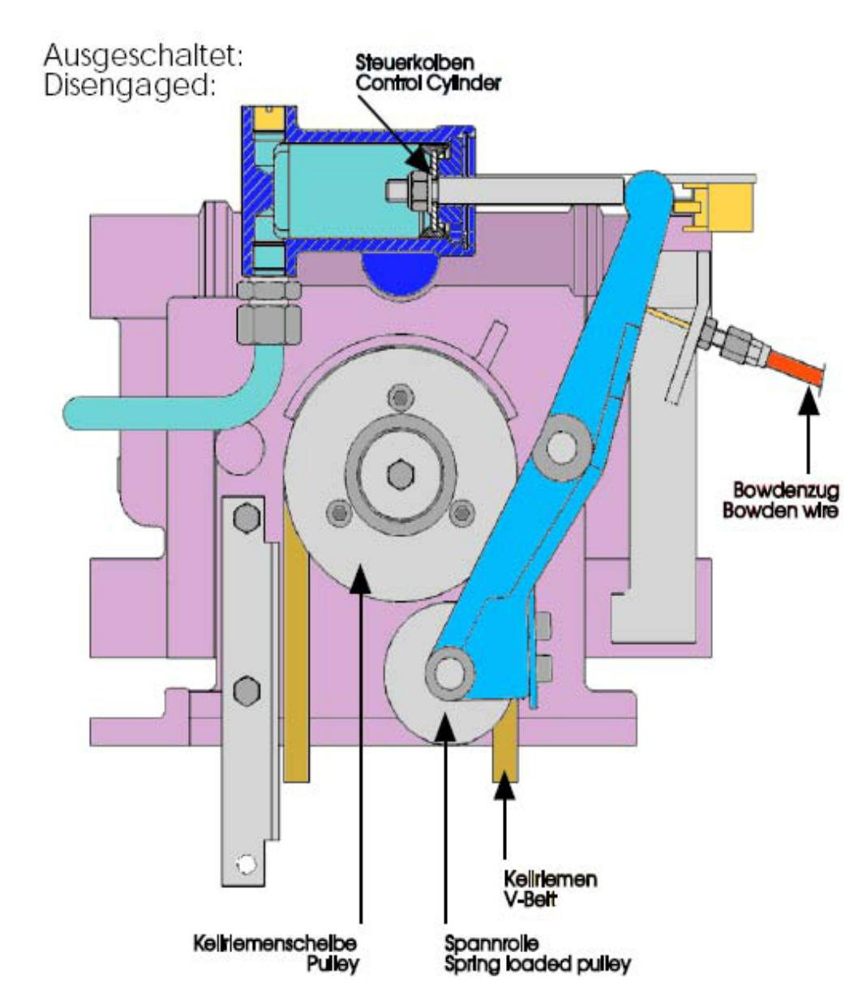 Ausgeschaltet:
Disengaged:
Steuerkolben
Control Cylinder
Bowdenzug
Bowden wire
Keilriemen
V-Belt
Keilriemenscheibe
Pulley
Spannrolle
Spring loaded pulley